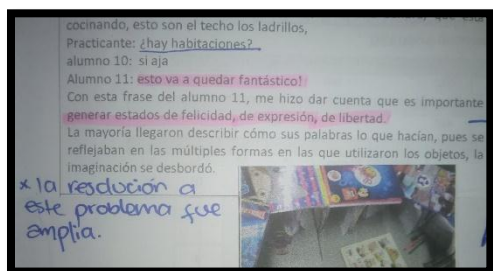 cocinando, esto son el techo los ladrillos,
Practicante: ¿hay habitaciones?
alumno 10: si aja
Alumno 11: esto va a quedar fantástico!
Con esta frase del alumno 11, me hizo dar cuenta que es importante
generar estados de felicidad, de expresión, de libertad.
La mayoría llegaron describir cómo sus palabras lo que hacían, pues se
reflejaban en las múltiples formas en las que utilizaron los objetos, la
imaginación se desbordó.
* la resolución a
este problema fue
amplia.